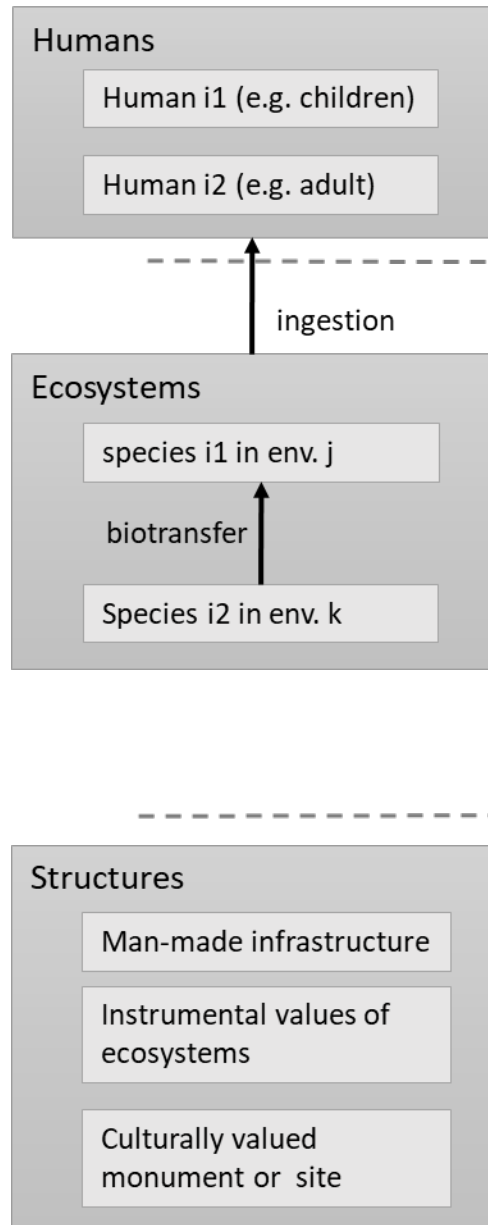 Humans
Human i1 (e.g. children)
Human i2 (e.g. adult)
ingestion
Ecosystems
species i1 in env. j
biotransfer
Species i2 in env. k
Structures
Man-made infrastructure
Instrumental values of
ecosystems
Culturally valued
monument or site